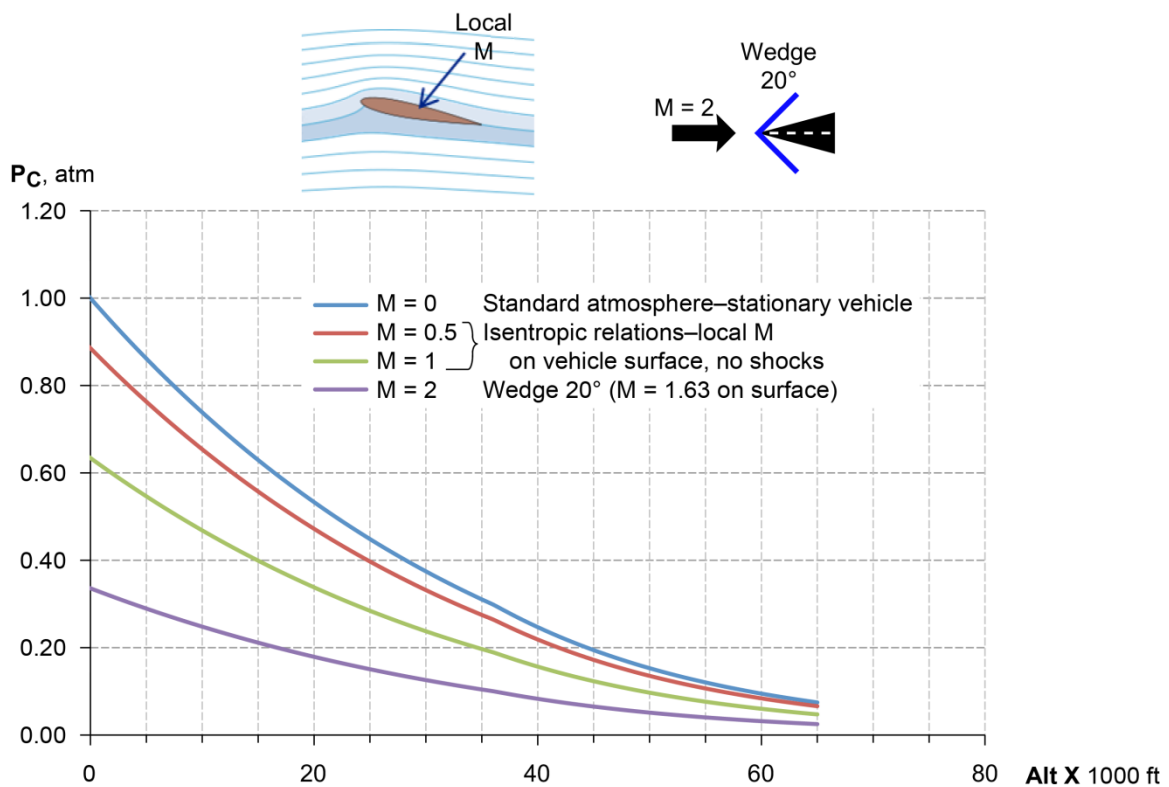 Local
M
Wedge
20°
M = 2
PC, atm
1.20
1.00
0.80
0.60
0.40
0.20
0.00
M = 0 Standard atmosphere–stationary vehicle
M = 0.5 Isentropic relations–local M
M = 1 on vehicle surface, no shocks
M = 2 Wedge 20° (M = 1.63 on surface)
0 20 40 60 80 Alt X 1000 ft